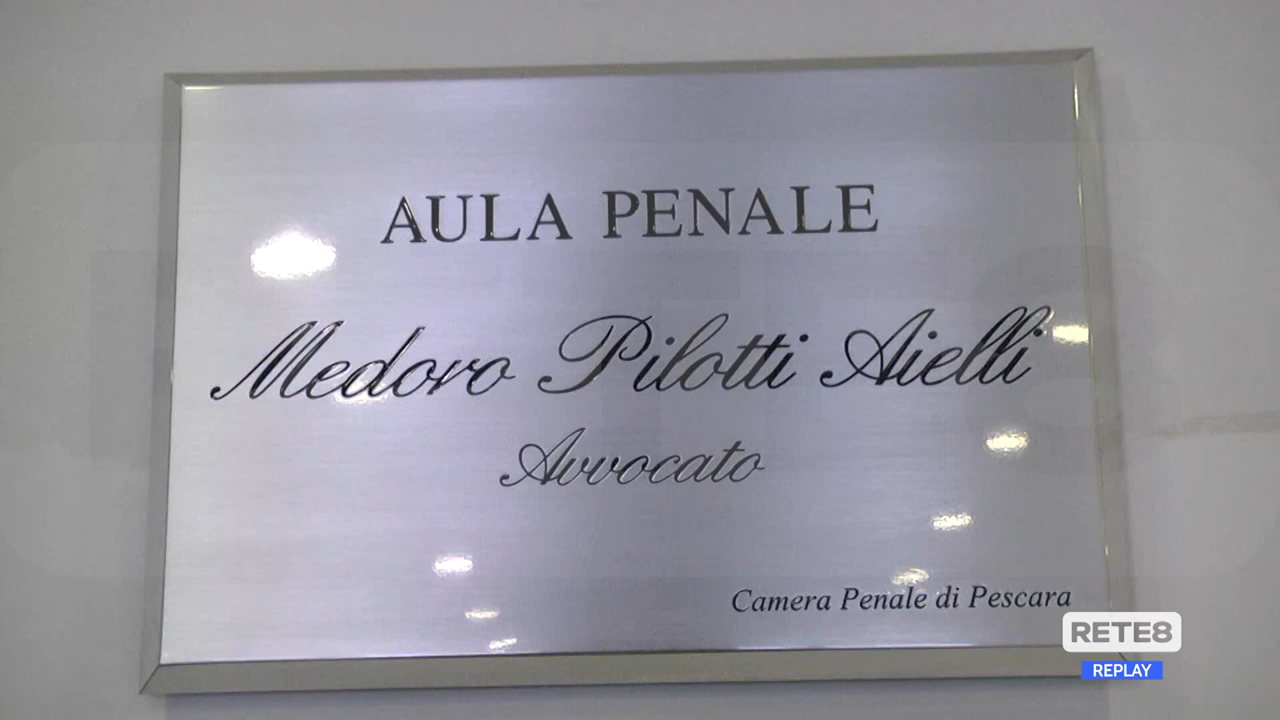 AULA PENALE
Medoro Pilotti Aielli
Avvocato
Camera Penale di Pescara
RETE8
REPLAY